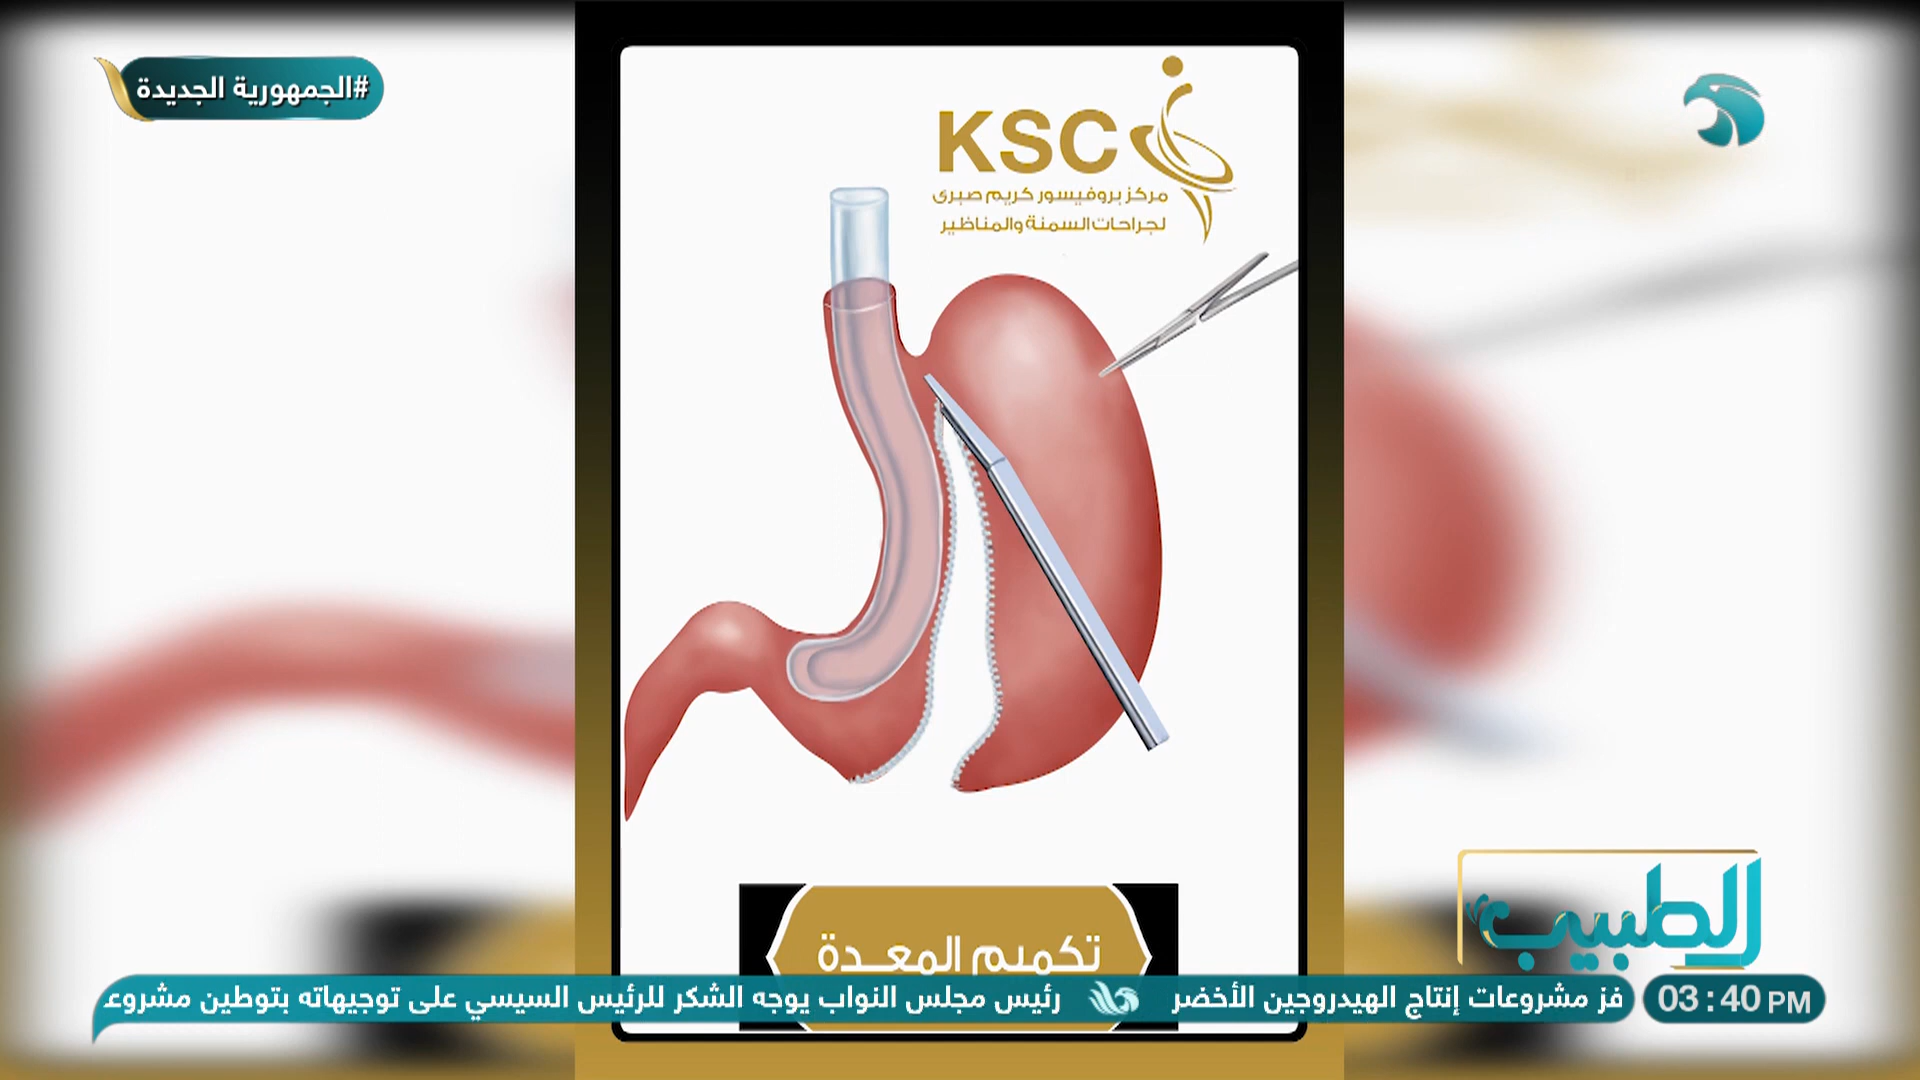 #الجمهورية الجديدة
KSC
مركز بروفيسور كريم صبرى
لجراحات السمنة والمناظير
تكميم المعدة
الطبيب
فز مشروعات إنتاج الهيدروجين الأخضر
رئيس مجلس النواب يوجه الشكر للرئيس السيسي على توجيهاته بتوطين مشروع
03:40 PM